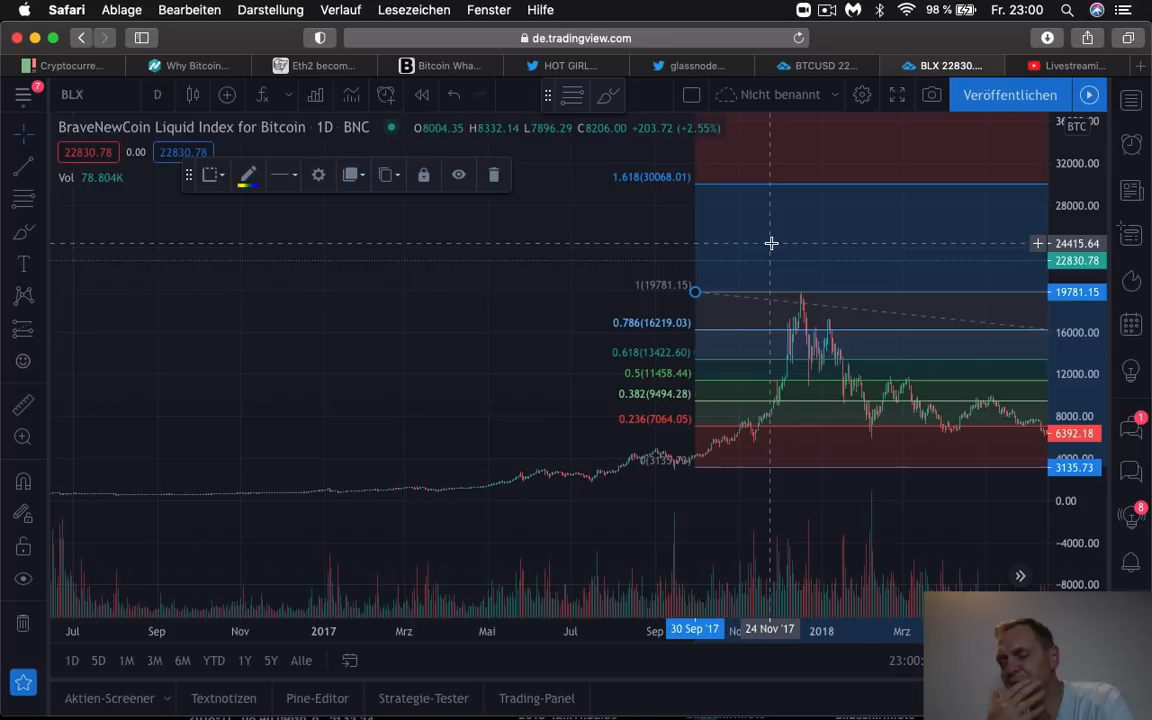 Safari Ablage Bearbeiten Darstellung Verlauf Lesezeichen Fenster Hilfe 98 % Fr. 23:00
de.tradingview.com
Cryptocurre... Why Bitcoin... Eth2 becom... Bitcoin Wha... HOT GIRL... glassnode... BTCUSD 22... BLX 22830.... Livestreami...
7 BLX D Nicht benannt Veröffentlichen
BraveNewCoin Liquid Index for Bitcoin · 1D · BNC O8004.35 H8332.14 L7896.29 C8206.00 +203.72 (+2.55%)
BTC
22830.78 0.00 22830.78
Vol 78.804K
1.618(30068.01)
1(19781.15)
0.786(16219.03)
0.618(13422.60)
0.5(11458.44)
0.382(9494.28)
0.236(7064.05)
32000.00
28000.00
24415.64
22830.78
19781.15
16000.00
12000.00
8000.00
6392.18
3135.73
0.00
−4000.00
−8000.00
1
8
Jul Sep Nov 2017 Mrz Mai Jul Sep 30 Sep '17 24 Nov '17 2018 Mrz
1D 5D 1M 3M 6M YTD 1Y 5Y Alle 23:00:
Aktien-Screener Textnotizen Pine-Editor Strategie-Tester Trading-Panel